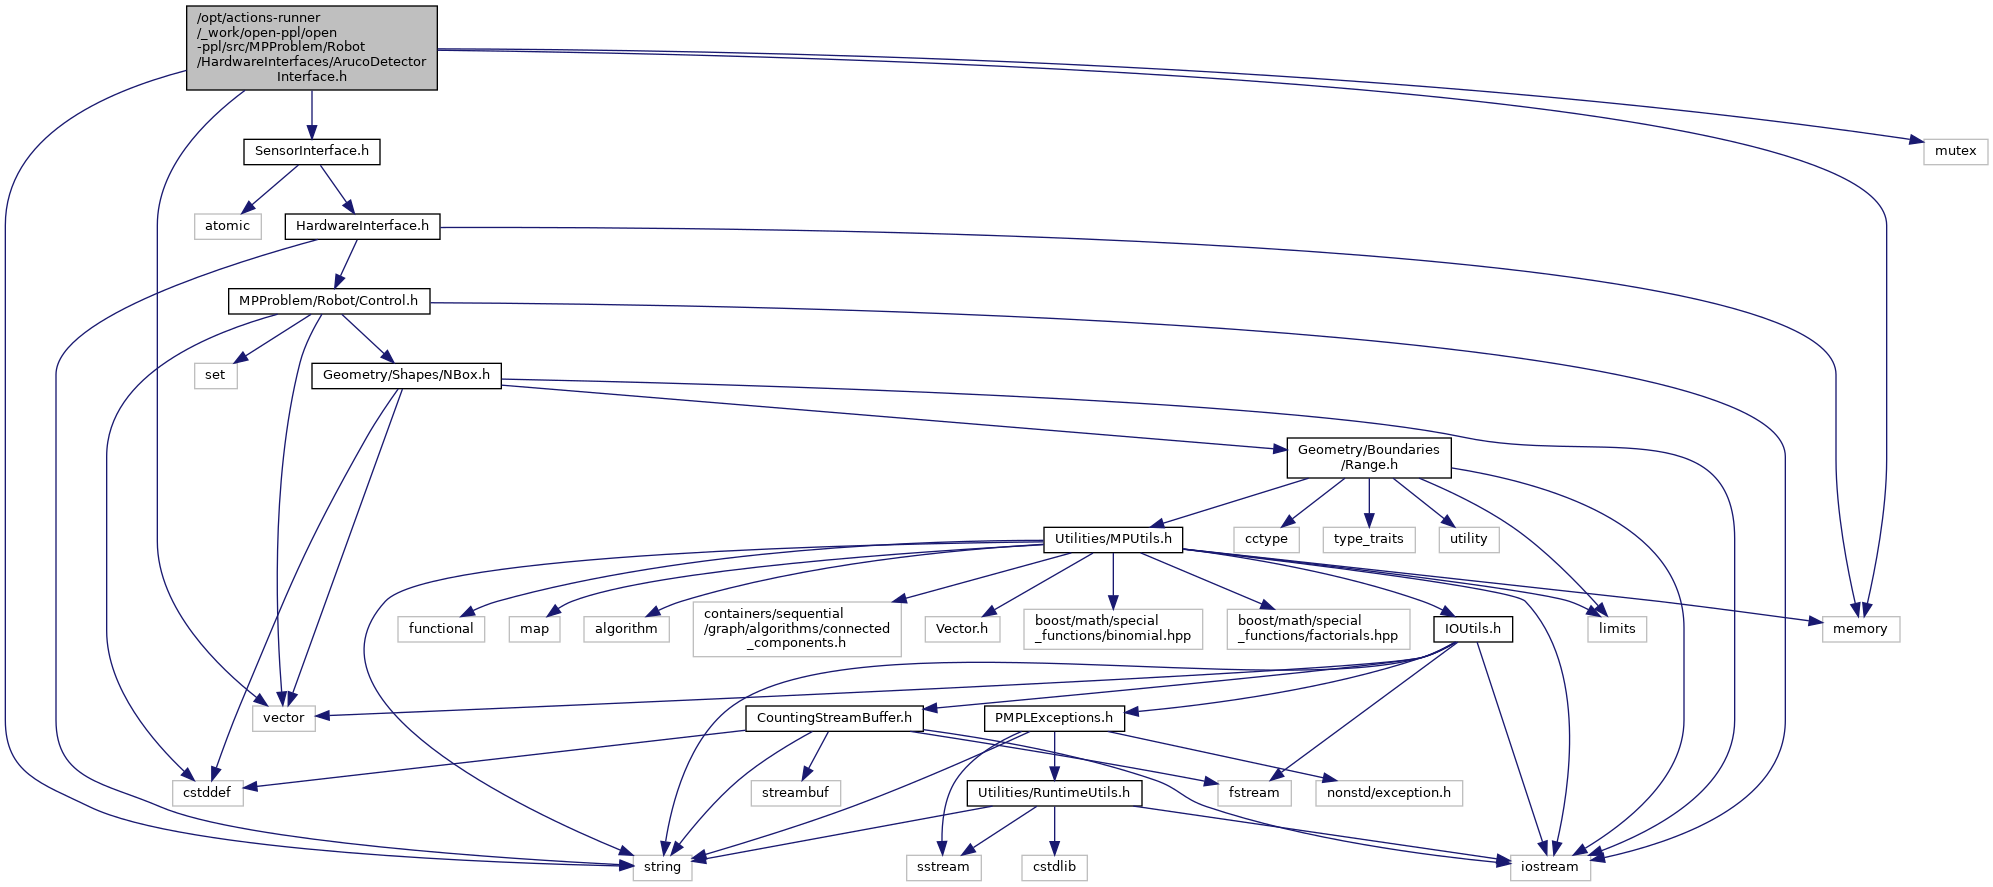 /opt/actions-runner
/_work/open-ppl/open
-ppl/src/MPProblem/Robot
/HardwareInterfaces/ArucoDetector
Interface.h
SensorInterface.h
mutex
atomic
HardwareInterface.h
MPProblem/Robot/Control.h
set
Geometry/Shapes/NBox.h
Geometry/Boundaries
/Range.h
Utilities/MPUtils.h
cctype
type_traits
utility
functional
map
algorithm
containers/sequential
/graph/algorithms/connected
_components.h
Vector.h
boost/math/special
_functions/binomial.hpp
boost/math/special
_functions/factorials.hpp
IOUtils.h
limits
memory
vector
CountingStreamBuffer.h
PMPLExceptions.h
cstddef
streambuf
Utilities/RuntimeUtils.h
fstream
nonstd/exception.h
string
sstream
cstdlib
iostream